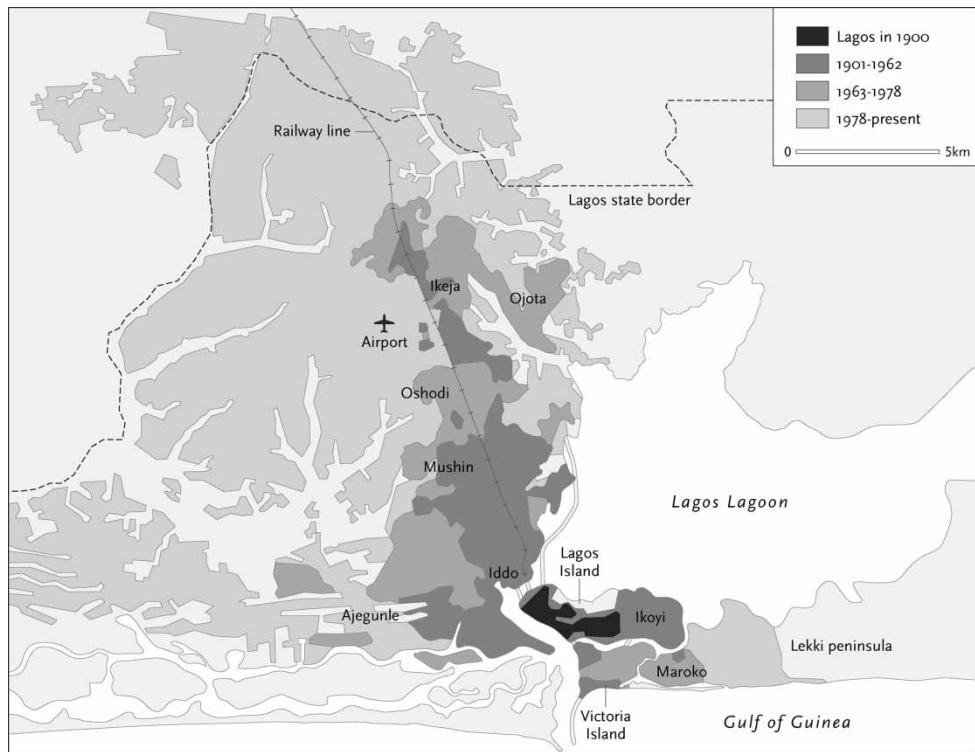 Lagos in 1900
1901-1962
1963-1978
1978-present
0 5km
Railway line
Lagos state border
Ikeja
Ojota
Airport
Oshodi
Mushin
Lagos Lagoon
Lagos
Island
Iddo
Ajegunle
Ikoyi
Lekki peninsula
Maroko
Victoria
Island
Gulf of Guinea